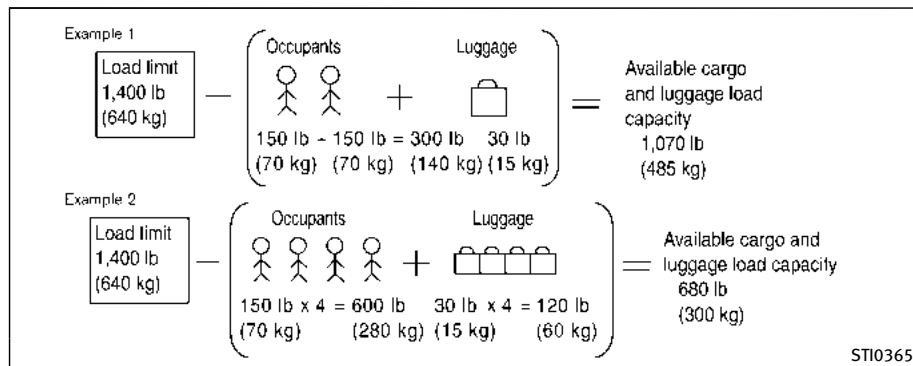 Example 1
Load limit
1,400 lb
(640 kg)
Occupants
Luggage
150 lb - 150 lb = 300 lb 30 lb
(70 kg) (70 kg) (140 kg) (15 kg)
Available cargo
and luggage load
capacity
1,070 lb
(485 kg)
Example 2
Load limit
1,400 lb
(640 kg)
Occupants
Luggage
150 lb x 4 = 600 lb 30 lb x 4 = 120 lb
(70 kg) (280 kg) (15 kg) (60 kg)
Available cargo and
luggage load capacity
680 lb
(300 kg)
STI0365